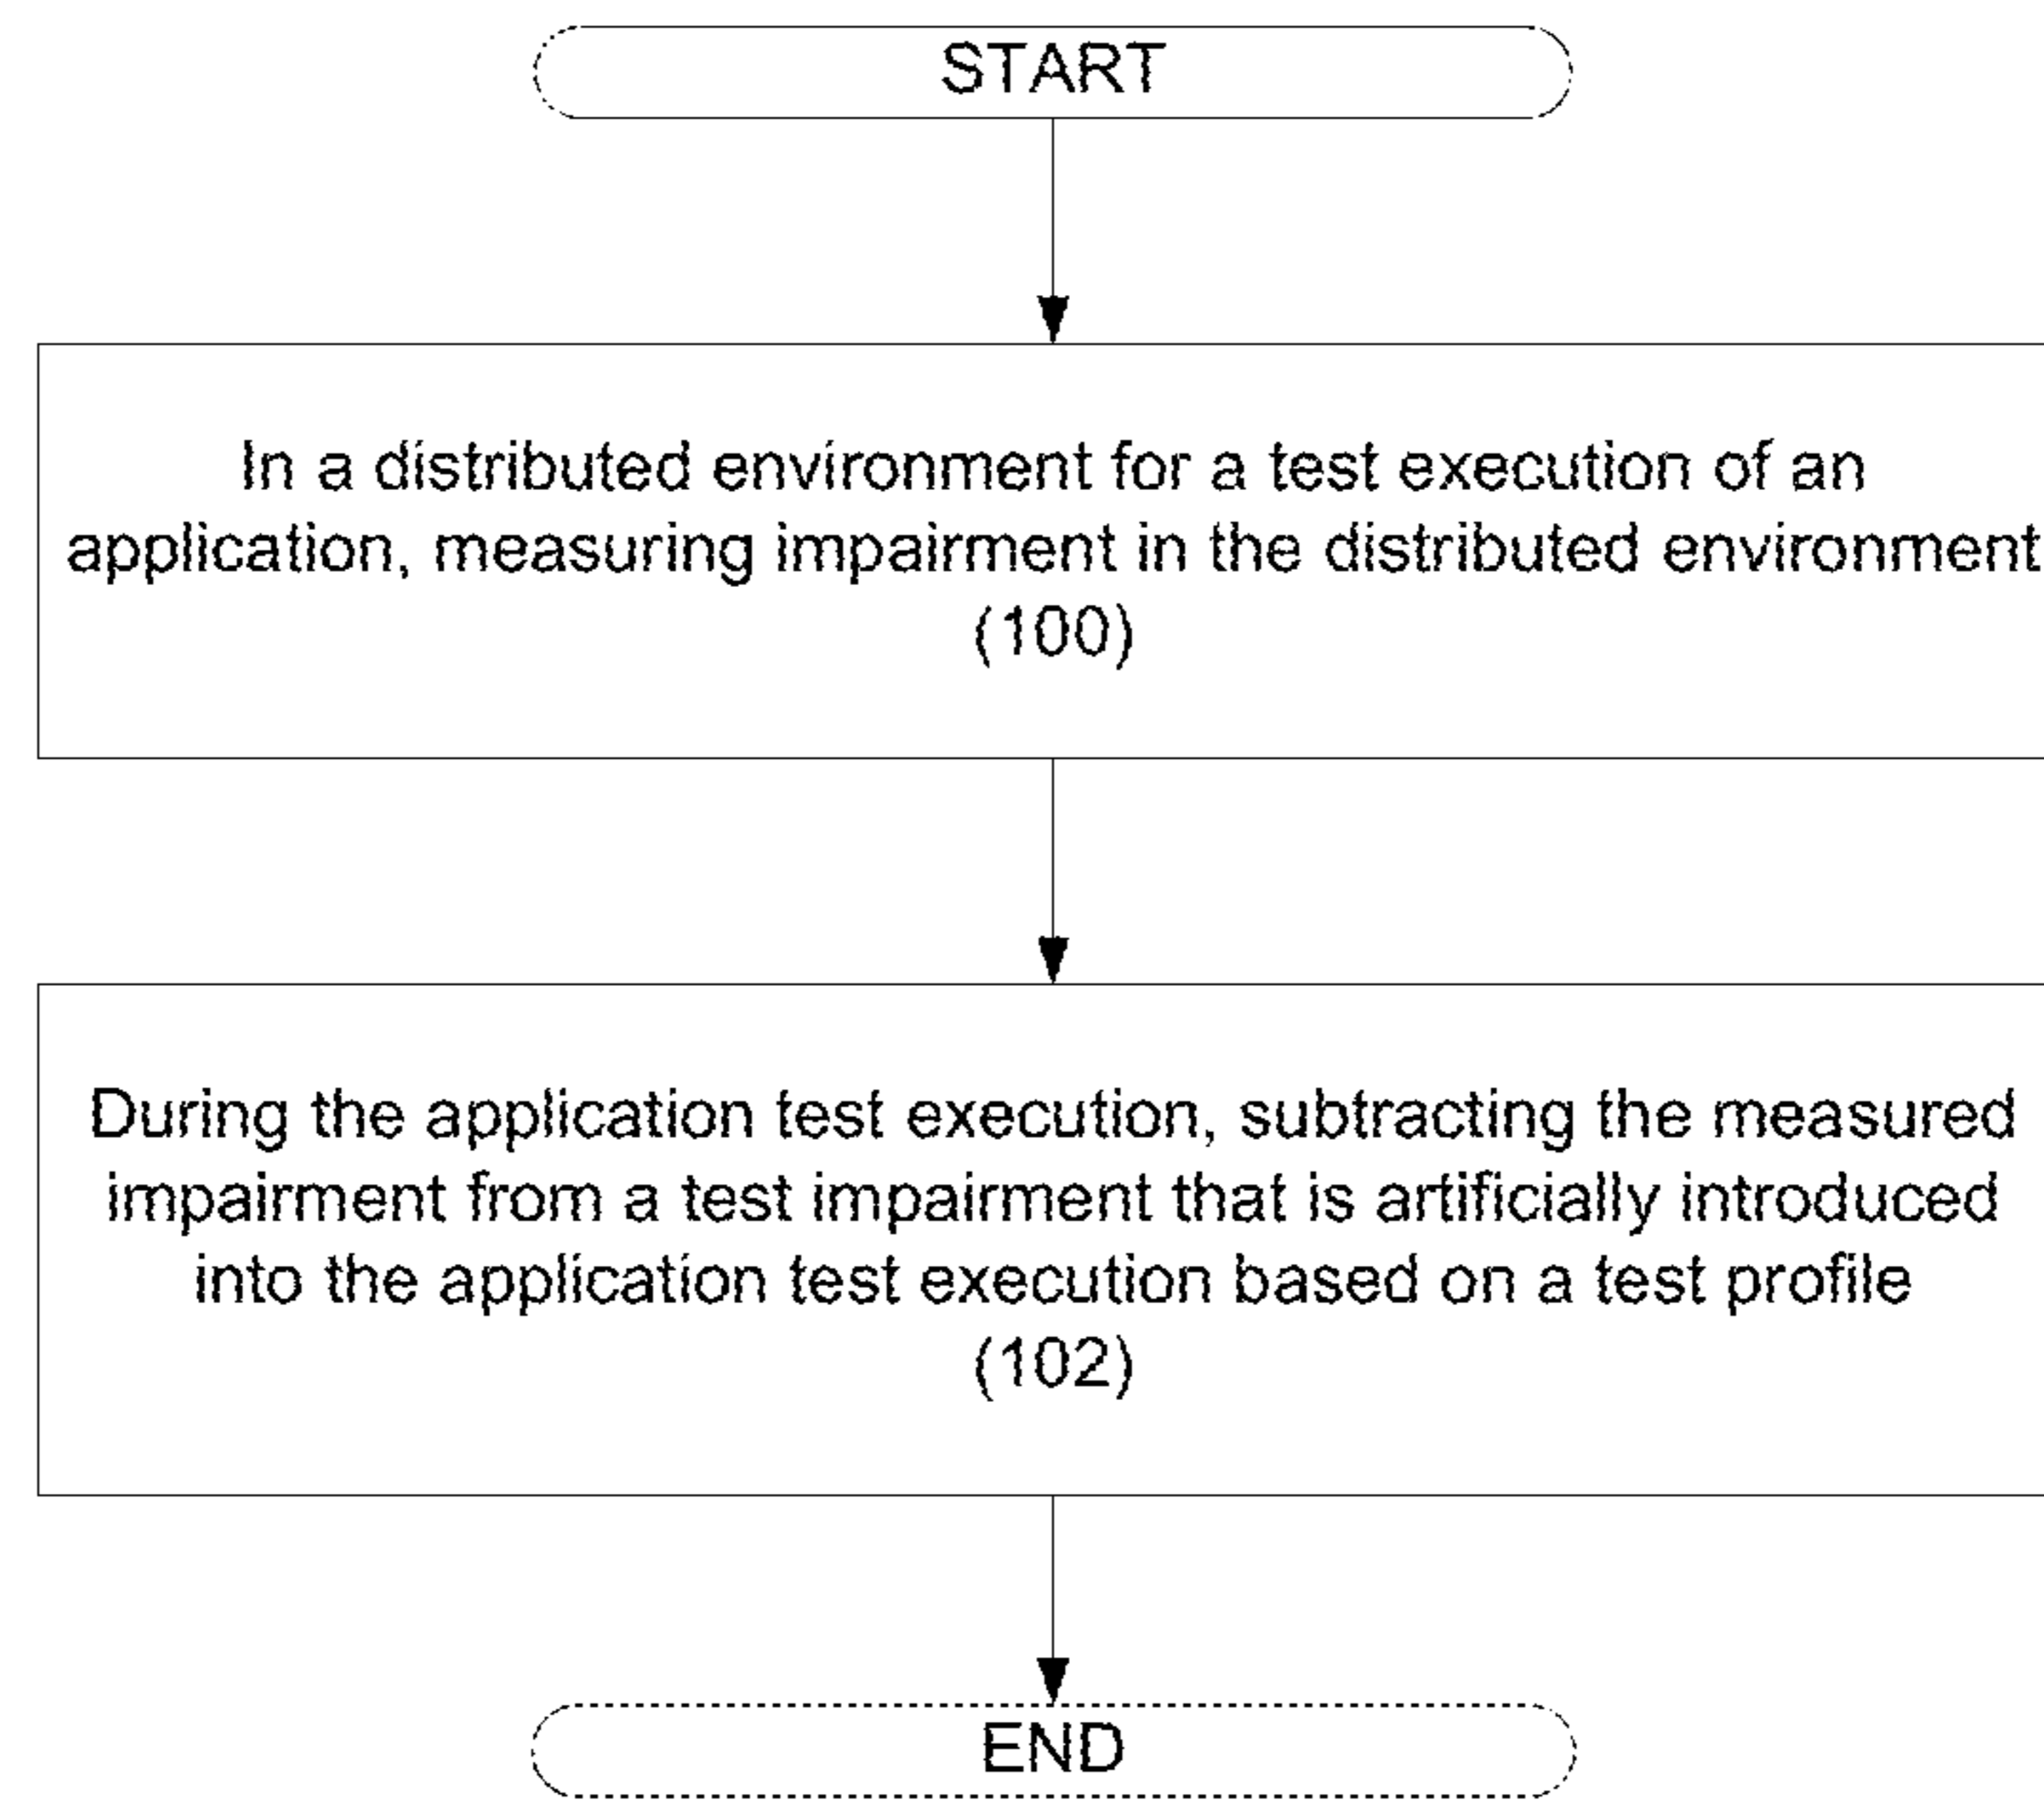 START
In a distributed environment for a test execution of an
application, measuring impairment in the distributed environment
(100)
During the application test execution, subtracting the measured
impairment from a test impairment that is artificially introduced
into the application test execution based on a test profile
(102)
END